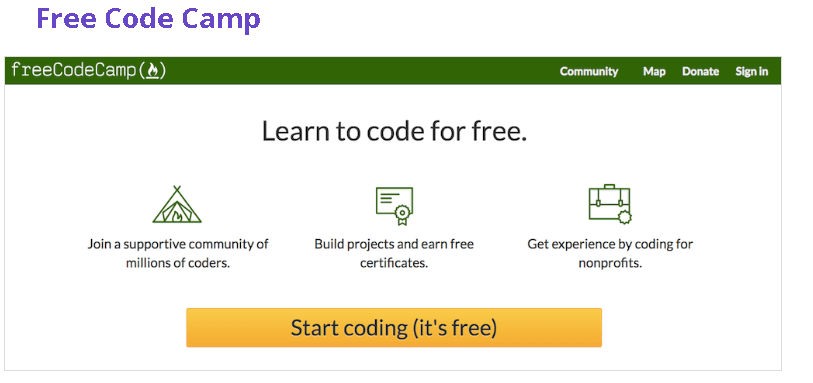 Free Code Camp
freeCodeCamp(🔥)
Community Map Donate Sign in
Learn to code for free.
Join a supportive community of
millions of coders.
Build projects and earn free
certificates.
Get experience by coding for
nonprofits.
Start coding (it's free)